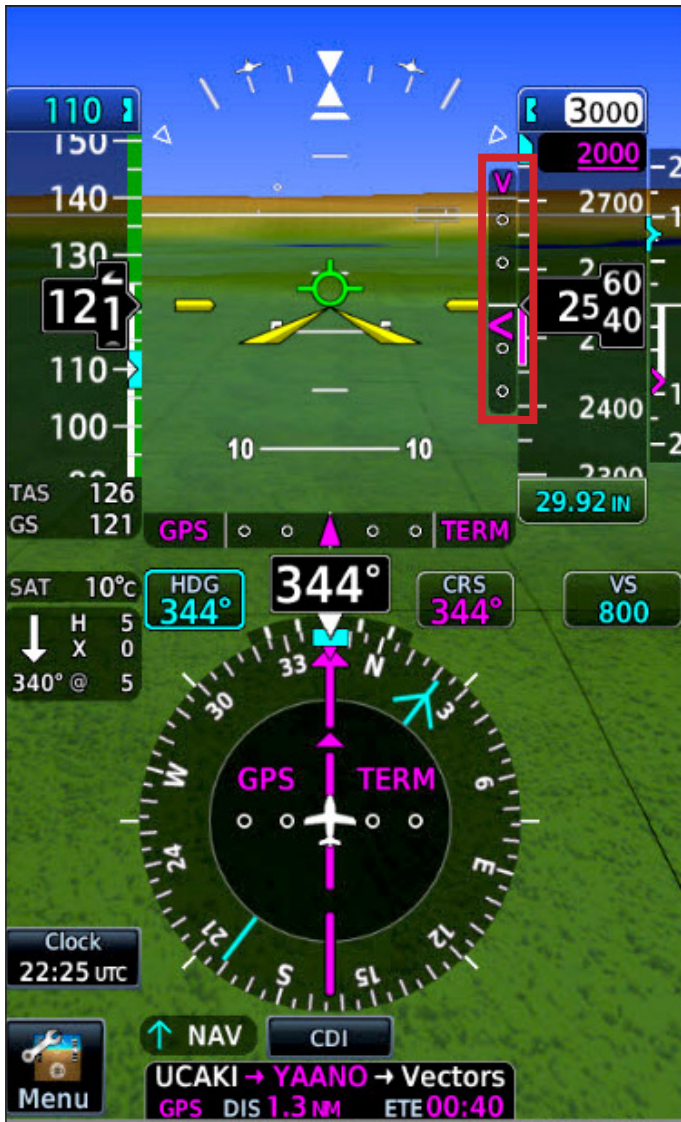 110
3000
150
2000
140
V
2700
130
121
2560
40
110
100
2400
10 10
2300
29.92 IN
TAS 126
GS 121
GPS TERM
SAT 10°C
HDG
344°
344°
CRS
344°
VS
800
H 5
X 0
340° @ 5
33 N 3 6 E 12 15 S 21 24 W 30
GPS TERM
Clock
22:25 UTC
NAV
CDI
Menu
UCAKI → YAANO → Vectors
GPS DIS 1.3 NM ETE 00:40